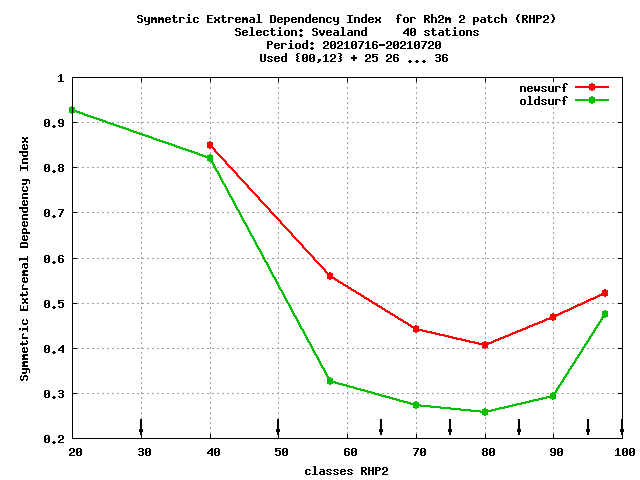 Symmetric Extremal Dependency Index  for Rh2m 2 patch (RHP2)
Selection: Svealand     40 stations
Period: 20210716-20210720
Used {00,12} + 25 26 ... 36
newsurf
oldsurf
Symmetric Extremal Dependency Index
1
0.9
0.8
0.7
0.6
0.5
0.4
0.3
0.2
20 30 40 50 60 70 80 90 100
classes RHP2